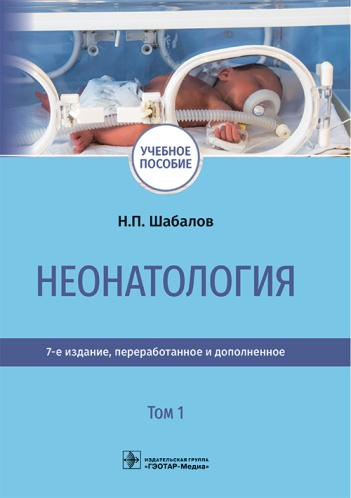 УЧЕБНОЕ
ПОСОБИЕ
Н.П. Шабалов
НЕОНАТОЛОГИЯ
7-е издание, переработанное и дополненное
Том 1
ИЗДАТЕЛЬСКАЯ ГРУППА
«ГЭОТАР-Медиа»